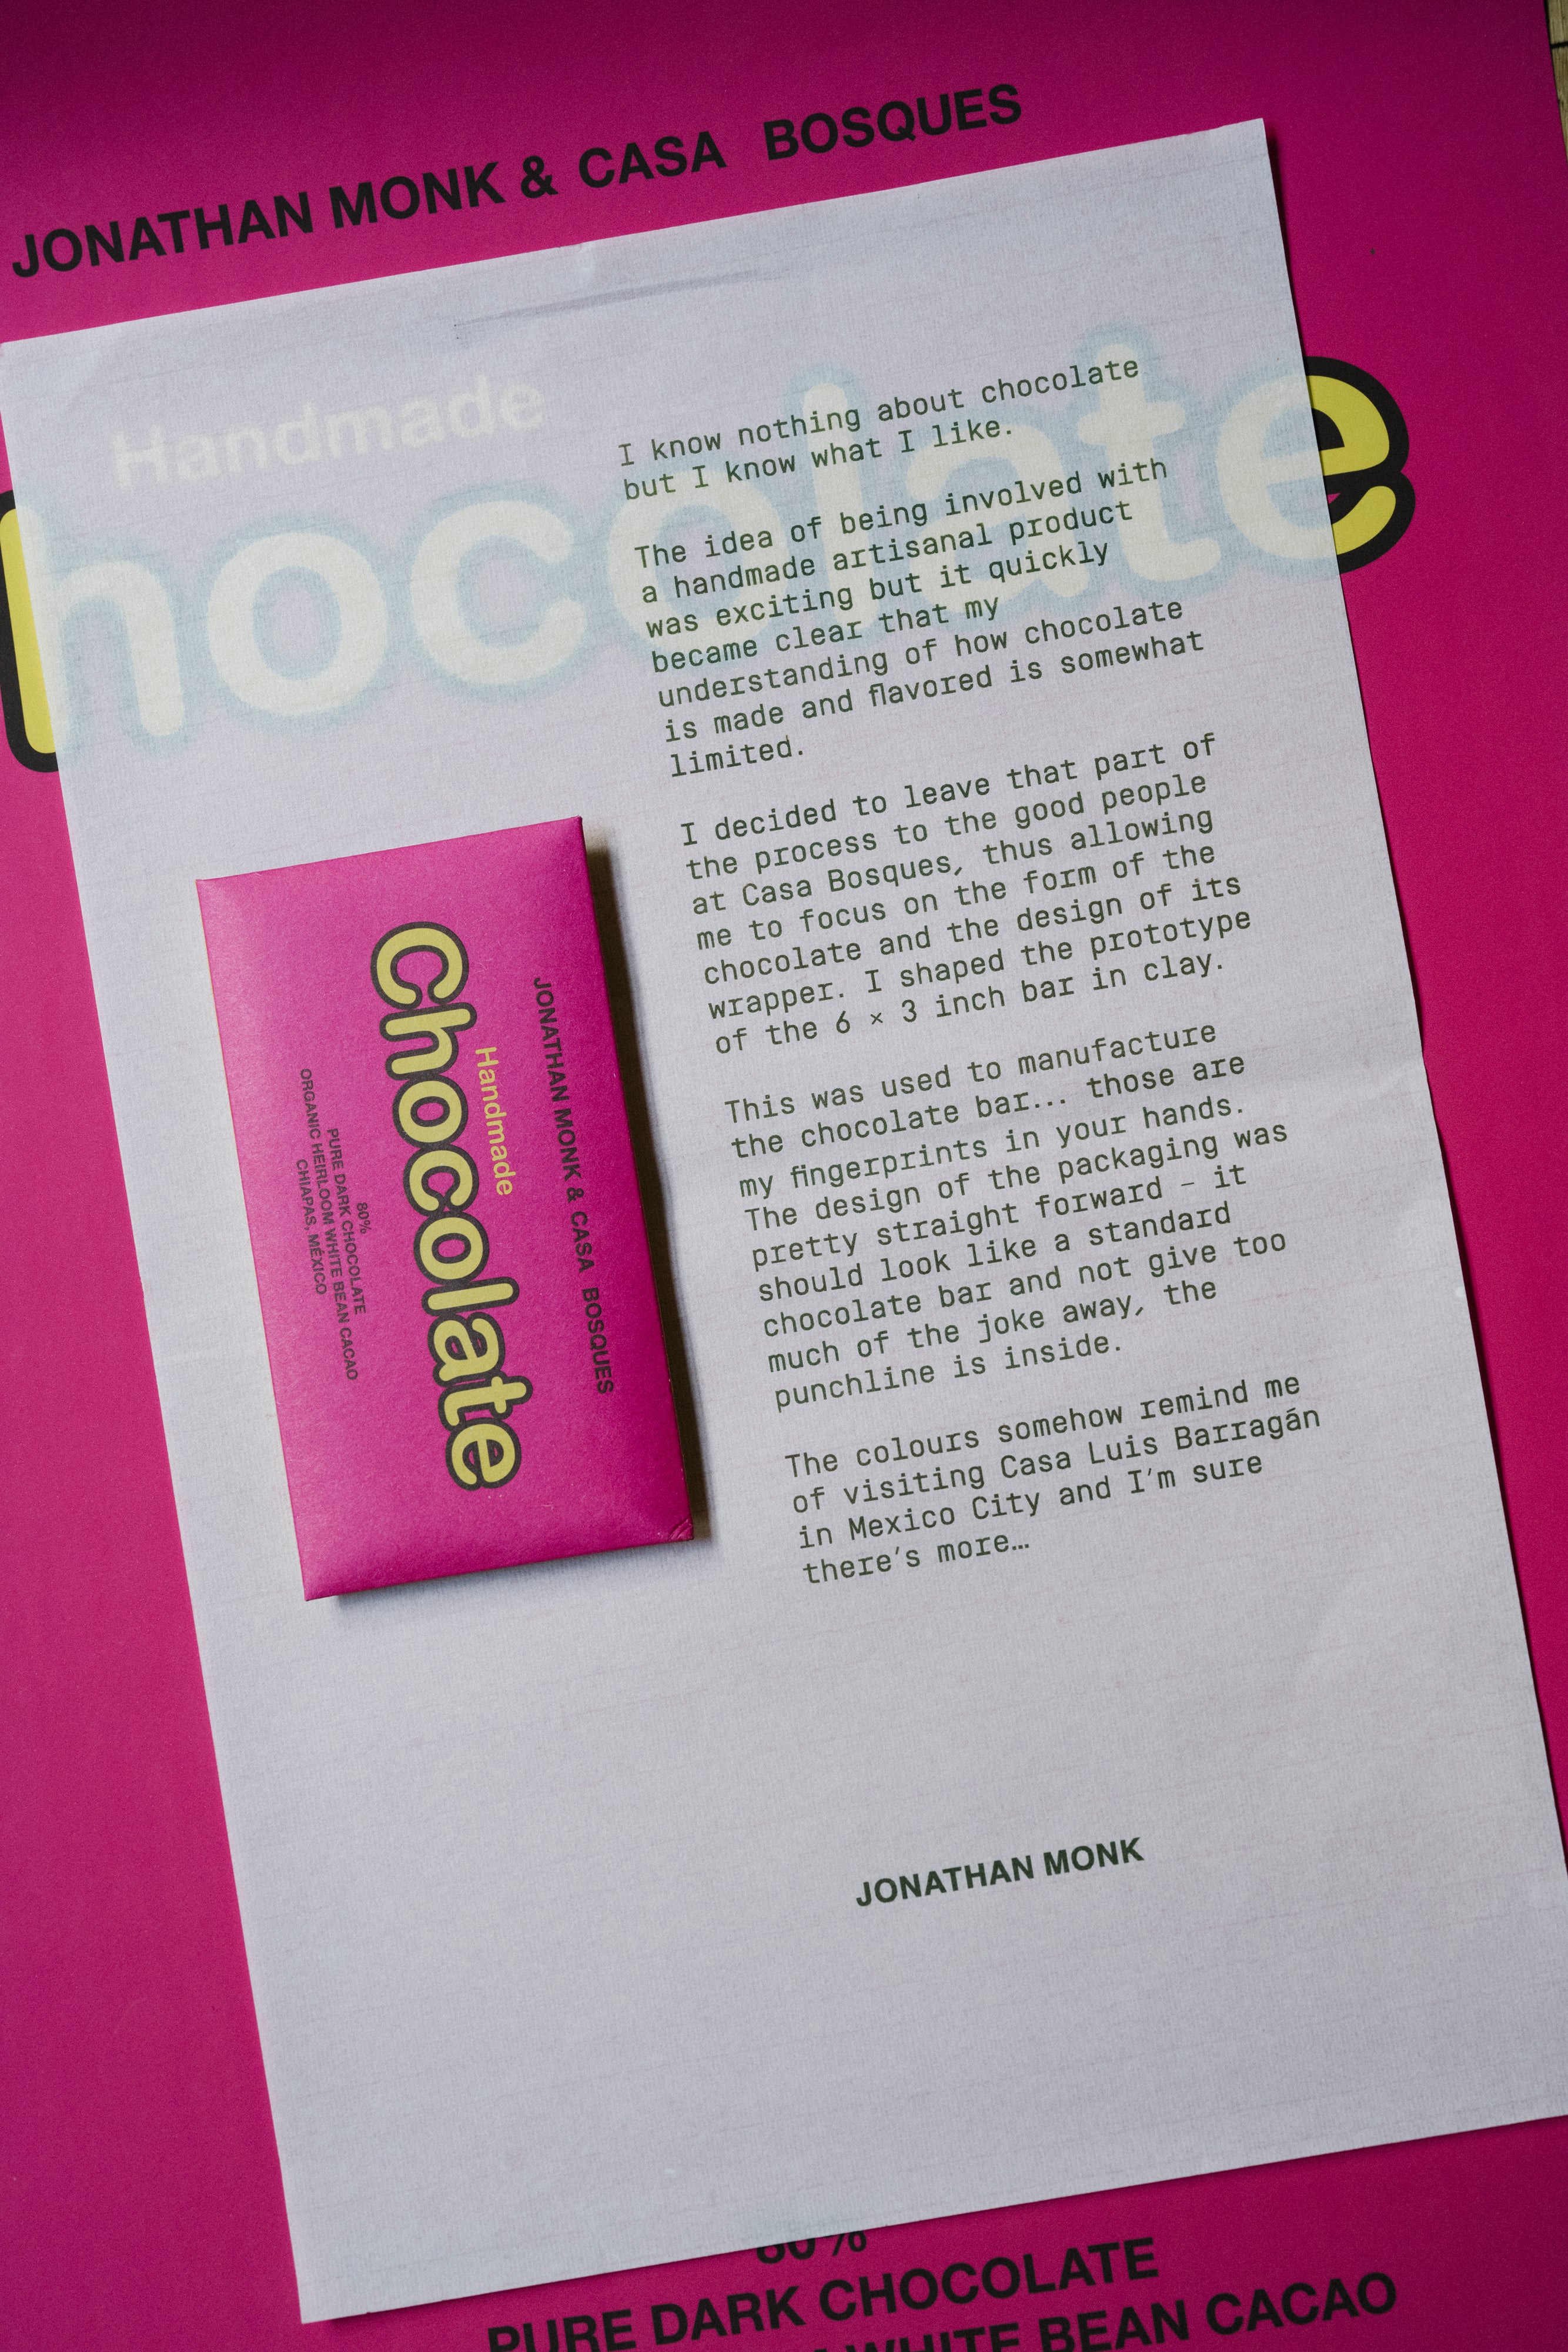 JONATHAN MONK & CASA BOSQUES
Handmade
hocolate
I know nothing about chocolate
but I know what I like.
The idea of being involved with
a handmade artisanal product
was exciting but it quickly
became clear that my
understanding of how chocolate
is made and flavored is somewhat
limited.
I decided to leave that part of
the process to the good people
at Casa Bosques, thus allowing
me to focus on the form of the
chocolate and the design of its
wrapper. I shaped the prototype
of the 6 × 3 inch bar in clay.
This was used to manufacture
the chocolate bar... those are
my fingerprints in your hands.
The design of the packaging was
pretty straight forward – it
should look like a standard
chocolate bar and not give too
much of the joke away, the
punchline is inside.
The colours somehow remind me
of visiting Casa Luis Barragán
in Mexico City and I'm sure
there's more…
JONATHAN MONK
JONATHAN MONK & CASA BOSQUES
Handmade
Chocolate
80%
PURE DARK CHOCOLATE
ORGANIC HEIRLOOM WHITE BEAN CACAO
CHIAPAS, MÉXICO
80%
PURE DARK CHOCOLATE
WHITE BEAN CACAO